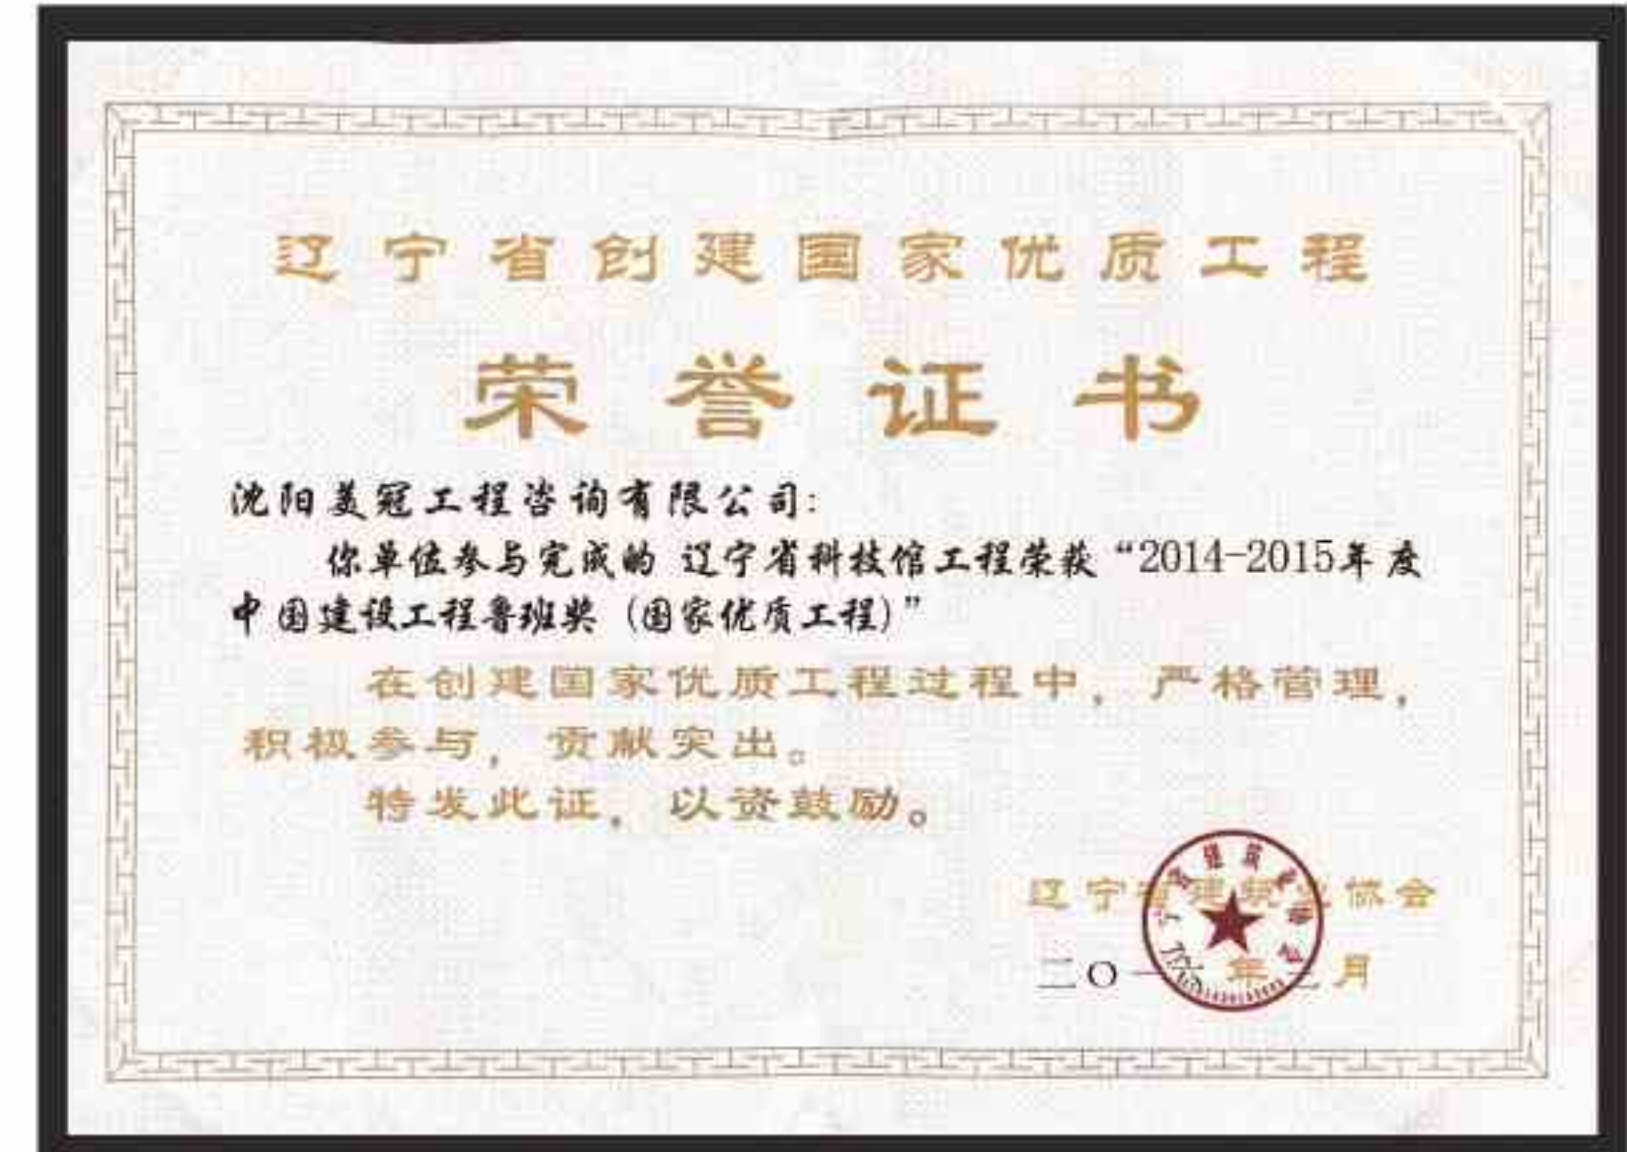 辽宁省创建国家优质工程
荣誉证书
沈阳美冠工程咨询有限公司:
你单位参与完成的 辽宁省科技馆工程荣获“2014-2015年度
中国建设工程鲁班奖 (国家优质工程)”
在创建国家优质工程过程中，严格管理，
积极参与，贡献突出。
特发此证，以资鼓励。
辽宁省建筑业协会
二〇一 年 月